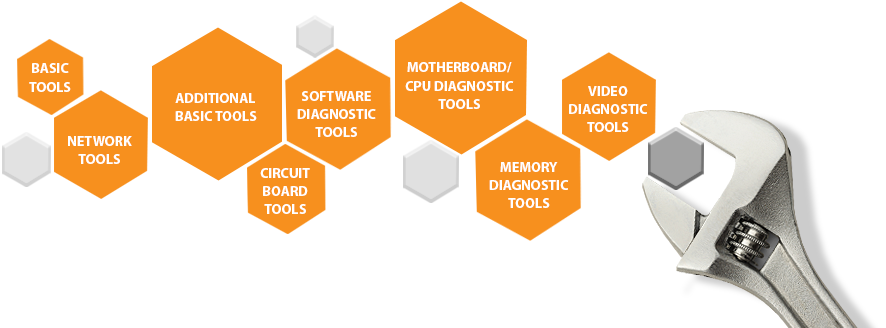 BASIC
TOOLS
NETWORK
TOOLS
ADDITIONAL
BASIC TOOLS
CIRCUIT
BOARD
TOOLS
SOFTWARE
DIAGNOSTIC
TOOLS
MOTHERBOARD/
CPU DIAGNOSTIC
TOOLS
MEMORY
DIAGNOSTIC
TOOLS
VIDEO
DIAGNOSTIC
TOOLS